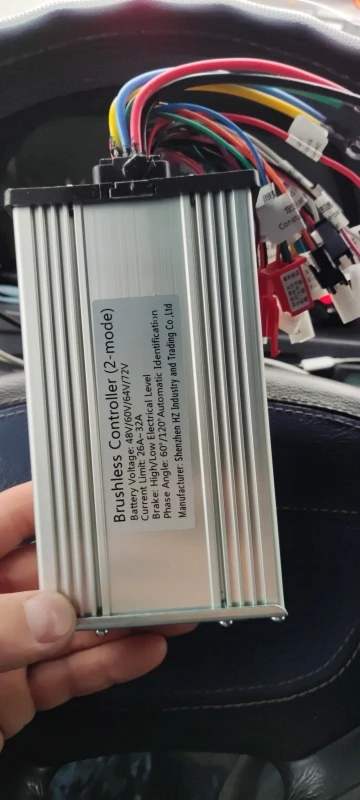 Brushless Controller (2-mode)
Battery Voltage: 48V/60V/64V/72V
Current Limit: 26A-32A
Brake: High/Low Electrical Level
Phase Angle: 60°/120°Automatic Identification
Manufacturer: Shenzhen HZ Industry and Trading Co.,Ltd